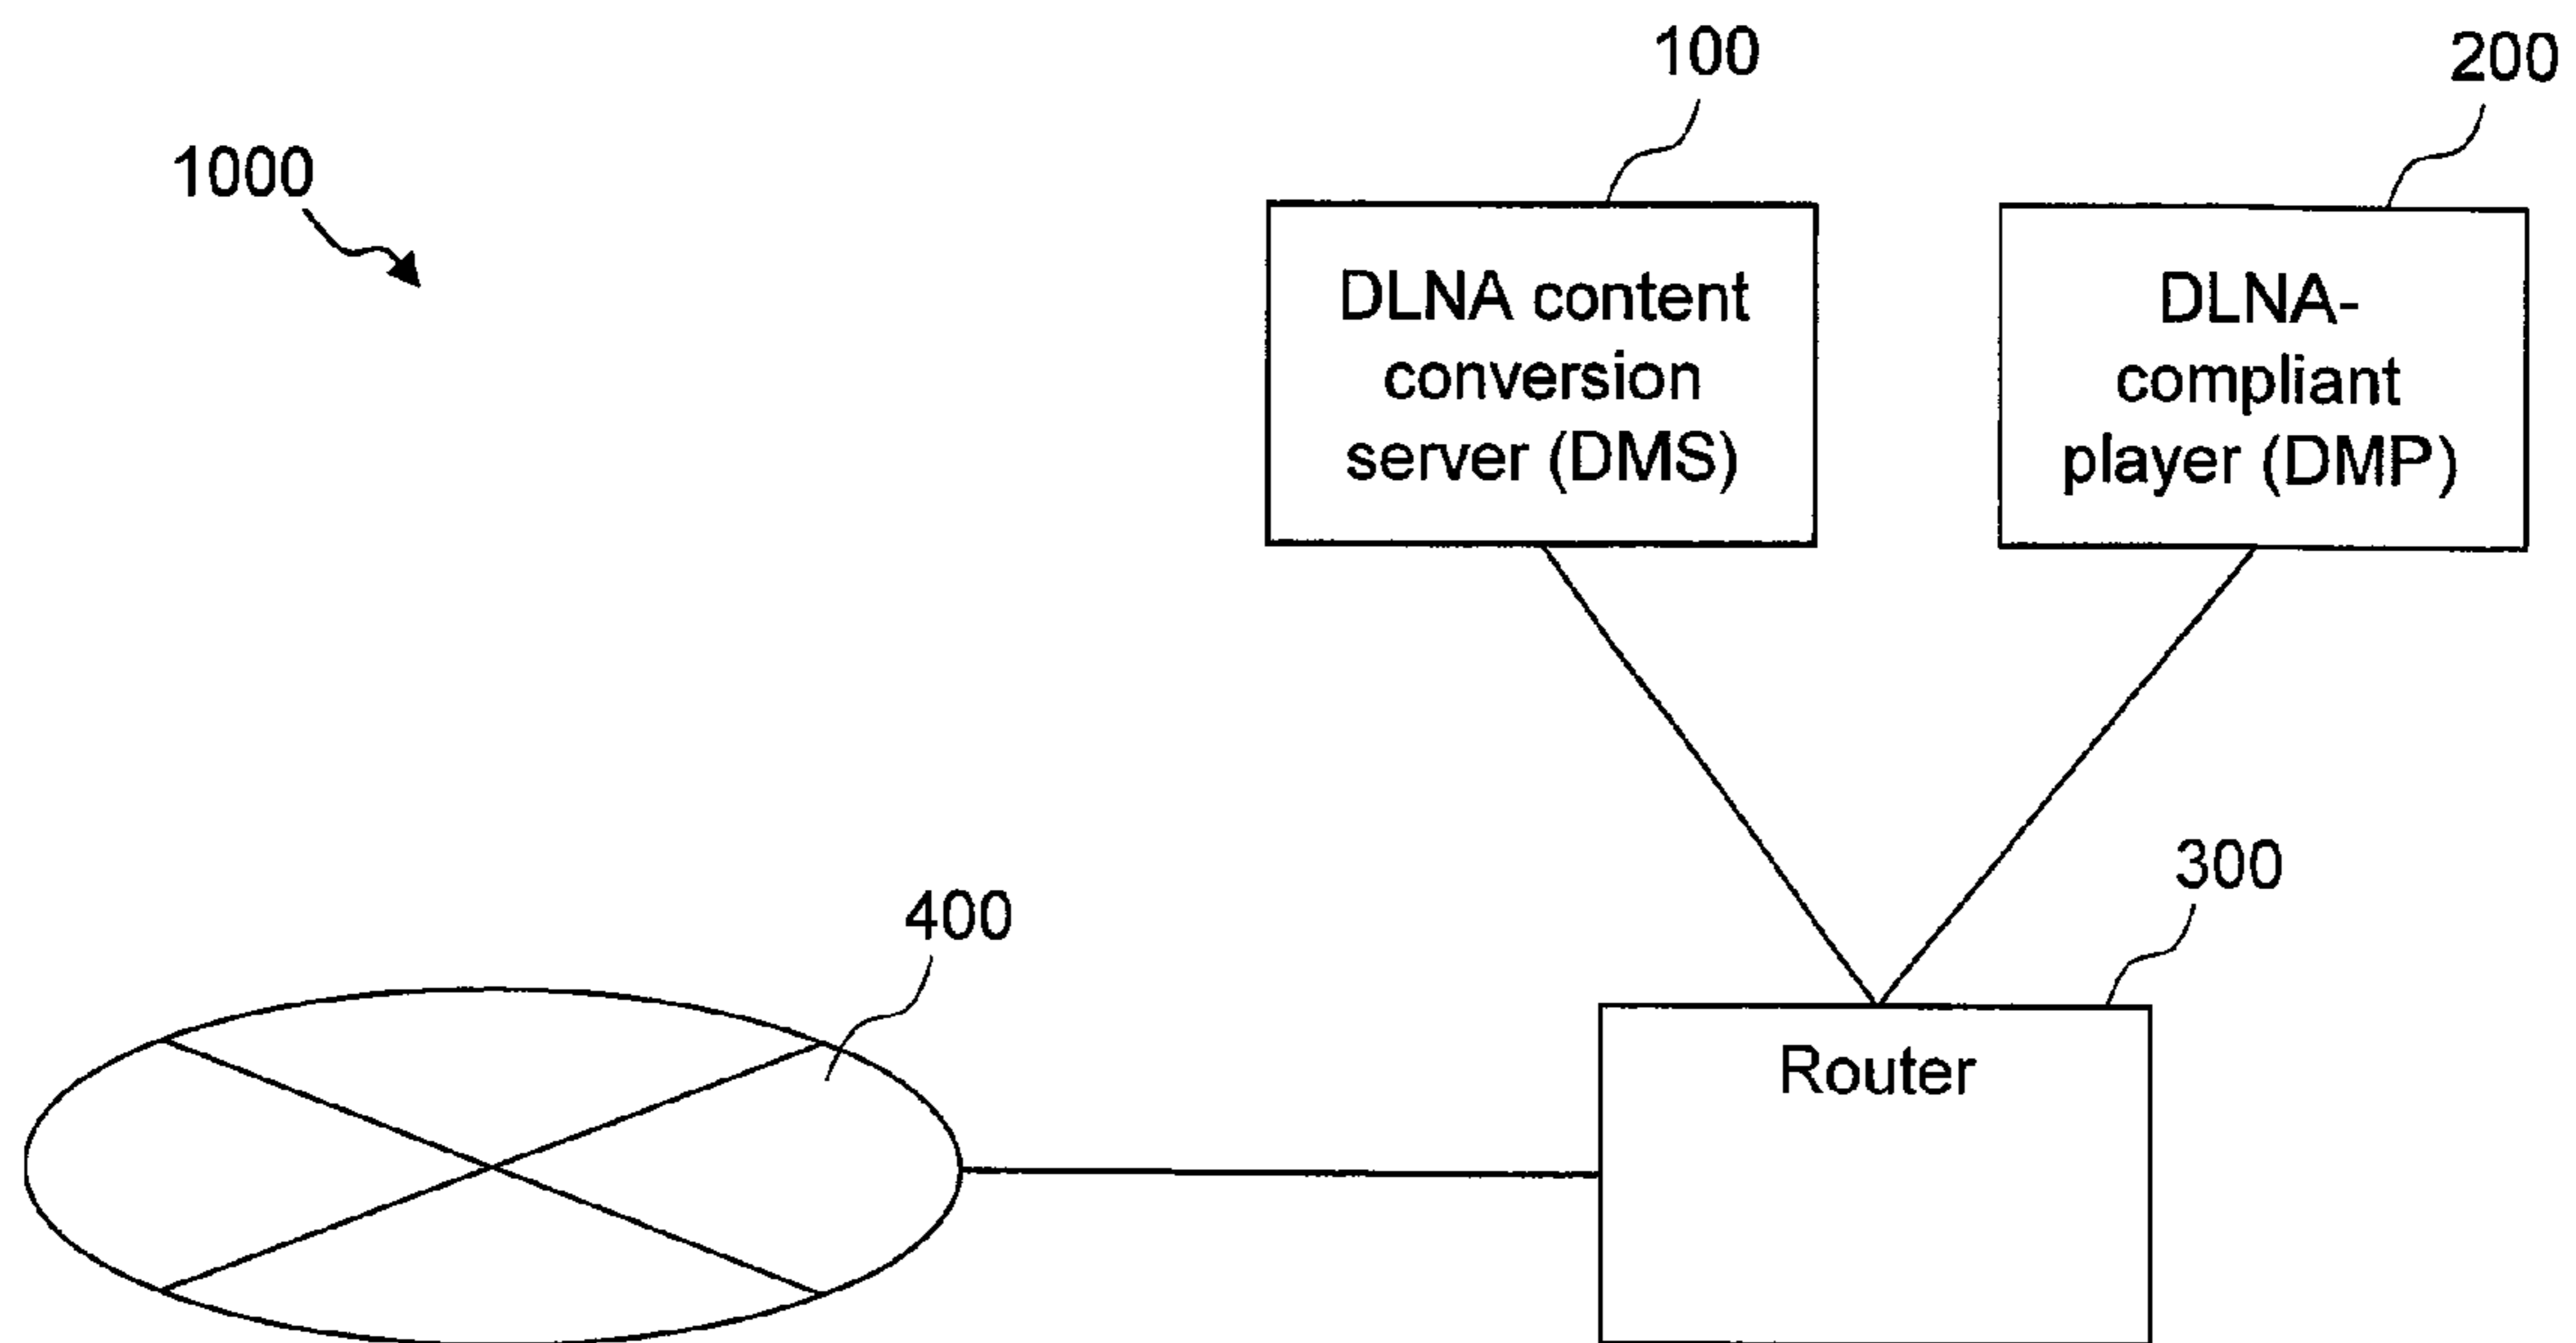 100
200
1000
DLNA content
conversion
server (DMS)
DLNA-
compliant
player (DMP)
300
400
Router